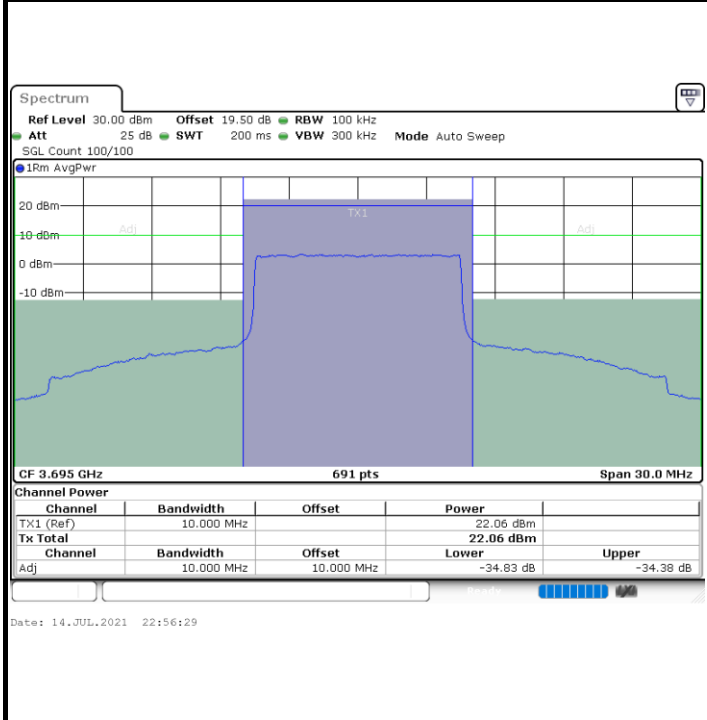 Spectrum
Ref Level 30.00 dBm Offset 19.50 dB RBW 100 kHz
Att 25 dB SWT 200 ms VBW 300 kHz Mode Auto Sweep
SGL Count 100/100
1Rm AvgPwr
20 dBm
TX1
10 dBm
Adj
Adj
0 dBm
-10 dBm
CF 3.695 GHz 691 pts Span 30.0 MHz
Channel Power
Channel Bandwidth Offset Power
TX1 (Ref) 10.000 MHz 22.06 dBm
Tx Total 22.06 dBm
Channel Bandwidth Offset Lower Upper
Adj 10.000 MHz 10.000 MHz -34.83 dB -34.38 dB
Ready
Date: 14.JUL.2021 22:56:29